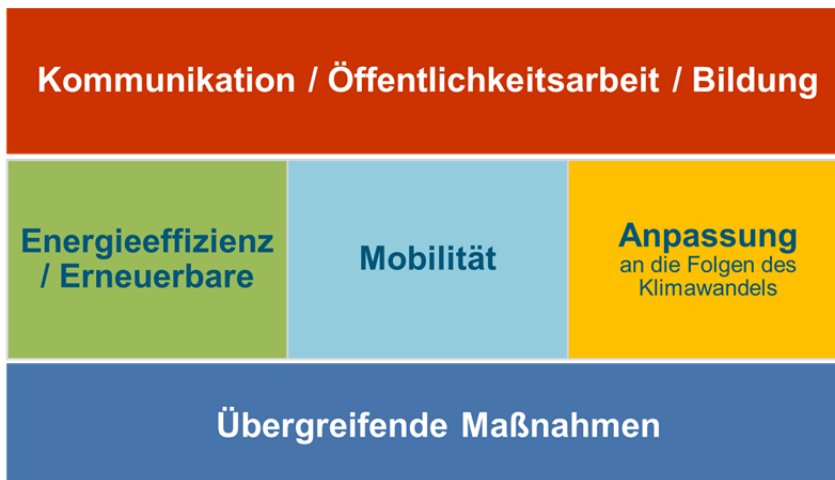 Kommunikation / Öffentlichkeitsarbeit / Bildung
Energieeffizienz
/ Erneuerbare
Mobilität
Anpassung
an die Folgen des
Klimawandels
Übergreifende Maßnahmen